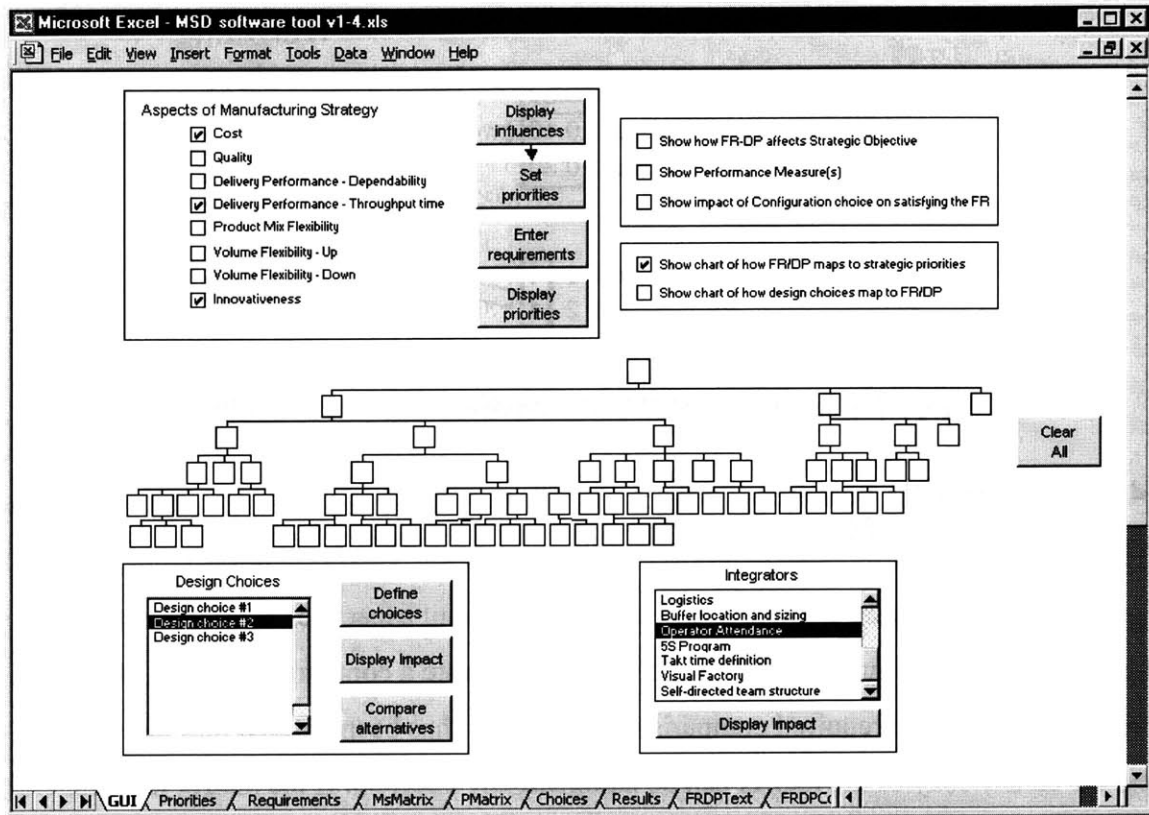 Microsoft Excel - MSD software tool v1-4.xls
File Edit View Insert Format Tools Data Window Help
Aspects of Manufacturing Strategy
Cost
Quality
Delivery Performance - Dependability
Delivery Performance - Throughput time
Product Mix Flexibility
Volume Flexibility - Up
Volume Flexibility - Down
Innovativeness
Display
influences
Set
priorities
Enter
requirements
Display
priorities
Show how FR-DP affects Strategic Objective
Show Performance Measure(s)
Show impact of Configuration choice on satisfying the FR
Show chart of how FR/DP maps to strategic priorities
Show chart of how design choices map to FR/DP
Clear
All
Design Choices
Design choice #1
Design choice #2
Design choice #3
Define
choices
Display Impact
Compare
alternatives
Integrators
Logistics
Buffer location and sizing
Operator Attendance
5S Program
Takt time definition
Visual Factory
Self-directed team structure
Display Impact
GUI Priorities Requirements MsMatrix PMatrix Choices Results FRDPText FRDPC